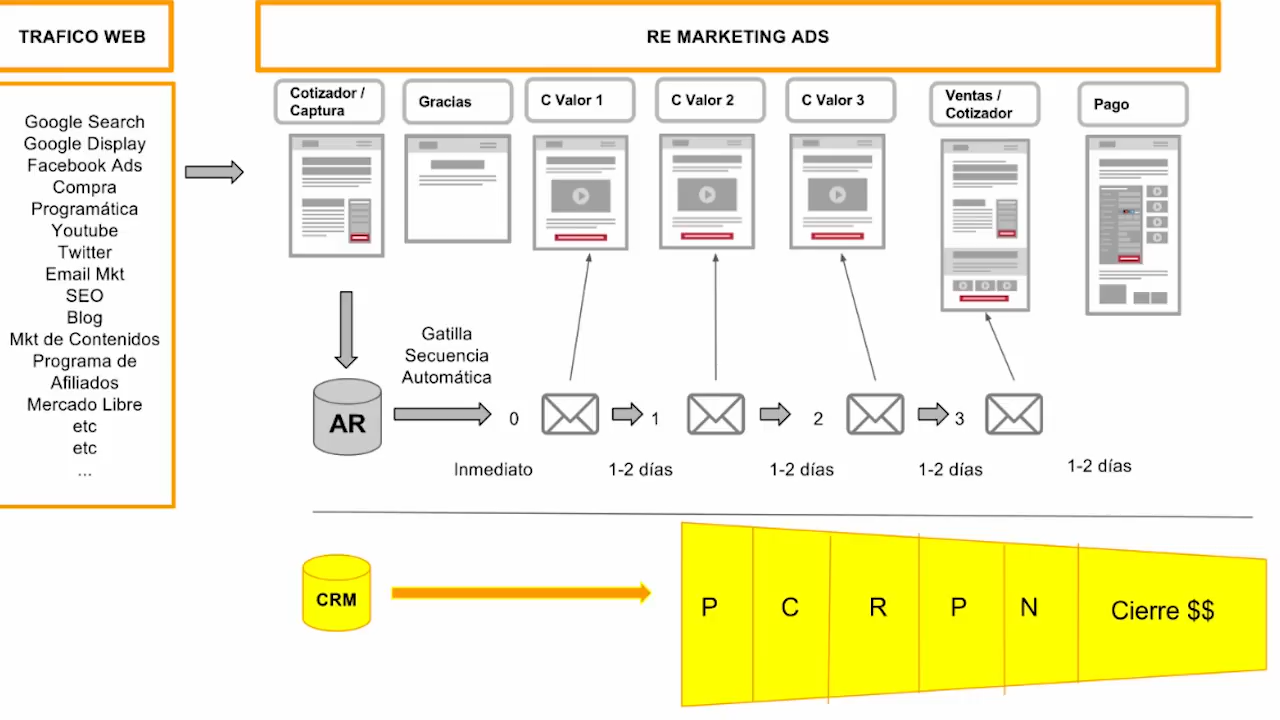 TRAFICO WEB
RE MARKETING ADS
Google Search
Google Display
Facebook Ads
Compra
Programática
Youtube
Twitter
Email Mkt
SEO
Blog
Mkt de Contenidos
Programa de
Afiliados
Mercado Libre
etc
etc
...
Cotizador /
Captura
Gracias
C Valor 1
C Valor 2
C Valor 3
Ventas /
Cotizador
Pago
Gatilla
Secuencia
Automática
AR
0
1
2
3
Inmediato
1-2 días
1-2 días
1-2 días
1-2 días
CRM
P
C
R
P
N
Cierre $$